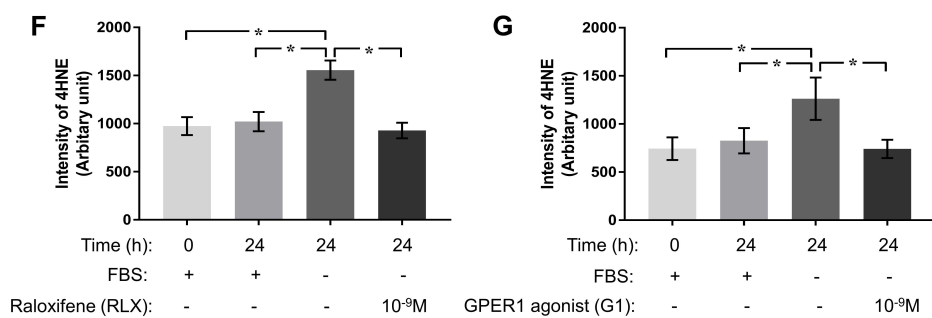 F
2000
1500
1000
500
0
Intensity of 4HNE
(Arbitary unit)
* * *
Time (h): 0 24 24 24
FBS: + + - -
Raloxifene (RLX): - - - 10⁻⁹M
G
2000
1500
1000
500
0
Intensity of 4HNE
(Arbitary unit)
* * *
Time (h): 0 24 24 24
FBS: + + - -
GPER1 agonist (G1): - - - 10⁻⁹M